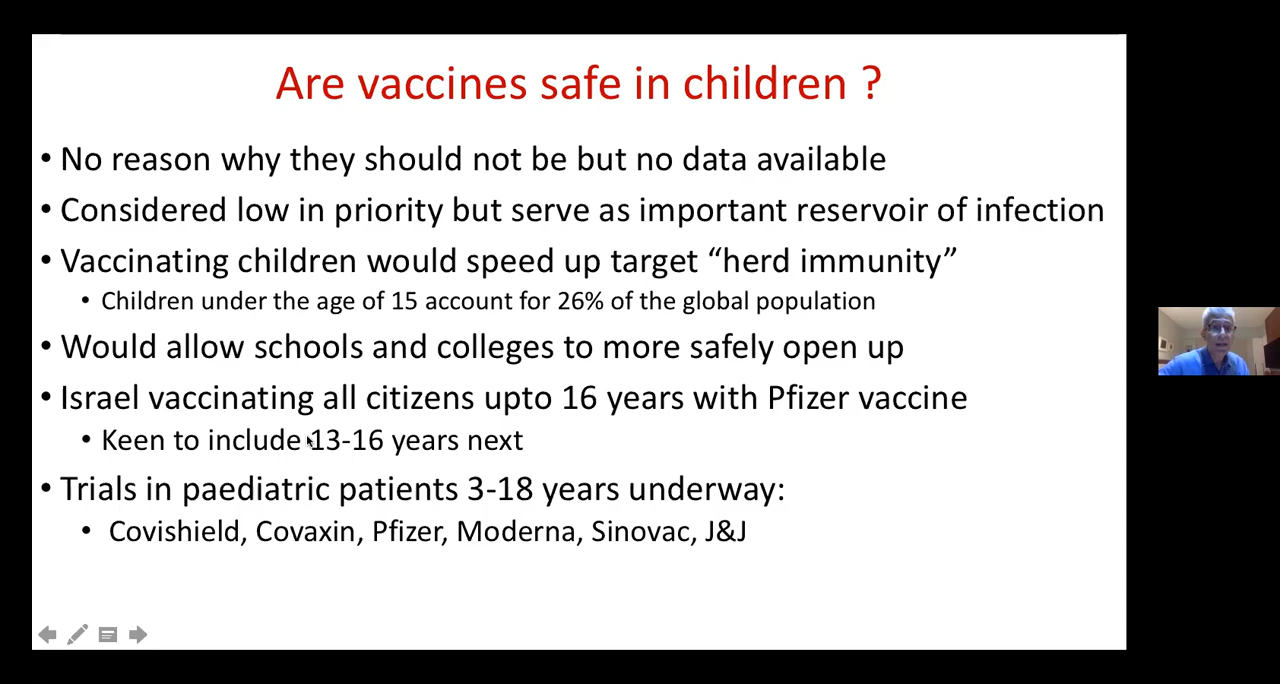 Are vaccines safe in children ?
• No reason why they should not be but no data available
• Considered low in priority but serve as important reservoir of infection
• Vaccinating children would speed up target “herd immunity”
• Children under the age of 15 account for 26% of the global population
• Would allow schools and colleges to more safely open up
• Israel vaccinating all citizens upto 16 years with Pfizer vaccine
• Keen to include 13-16 years next
• Trials in paediatric patients 3-18 years underway:
• Covishield, Covaxin, Pfizer, Moderna, Sinovac, J&J